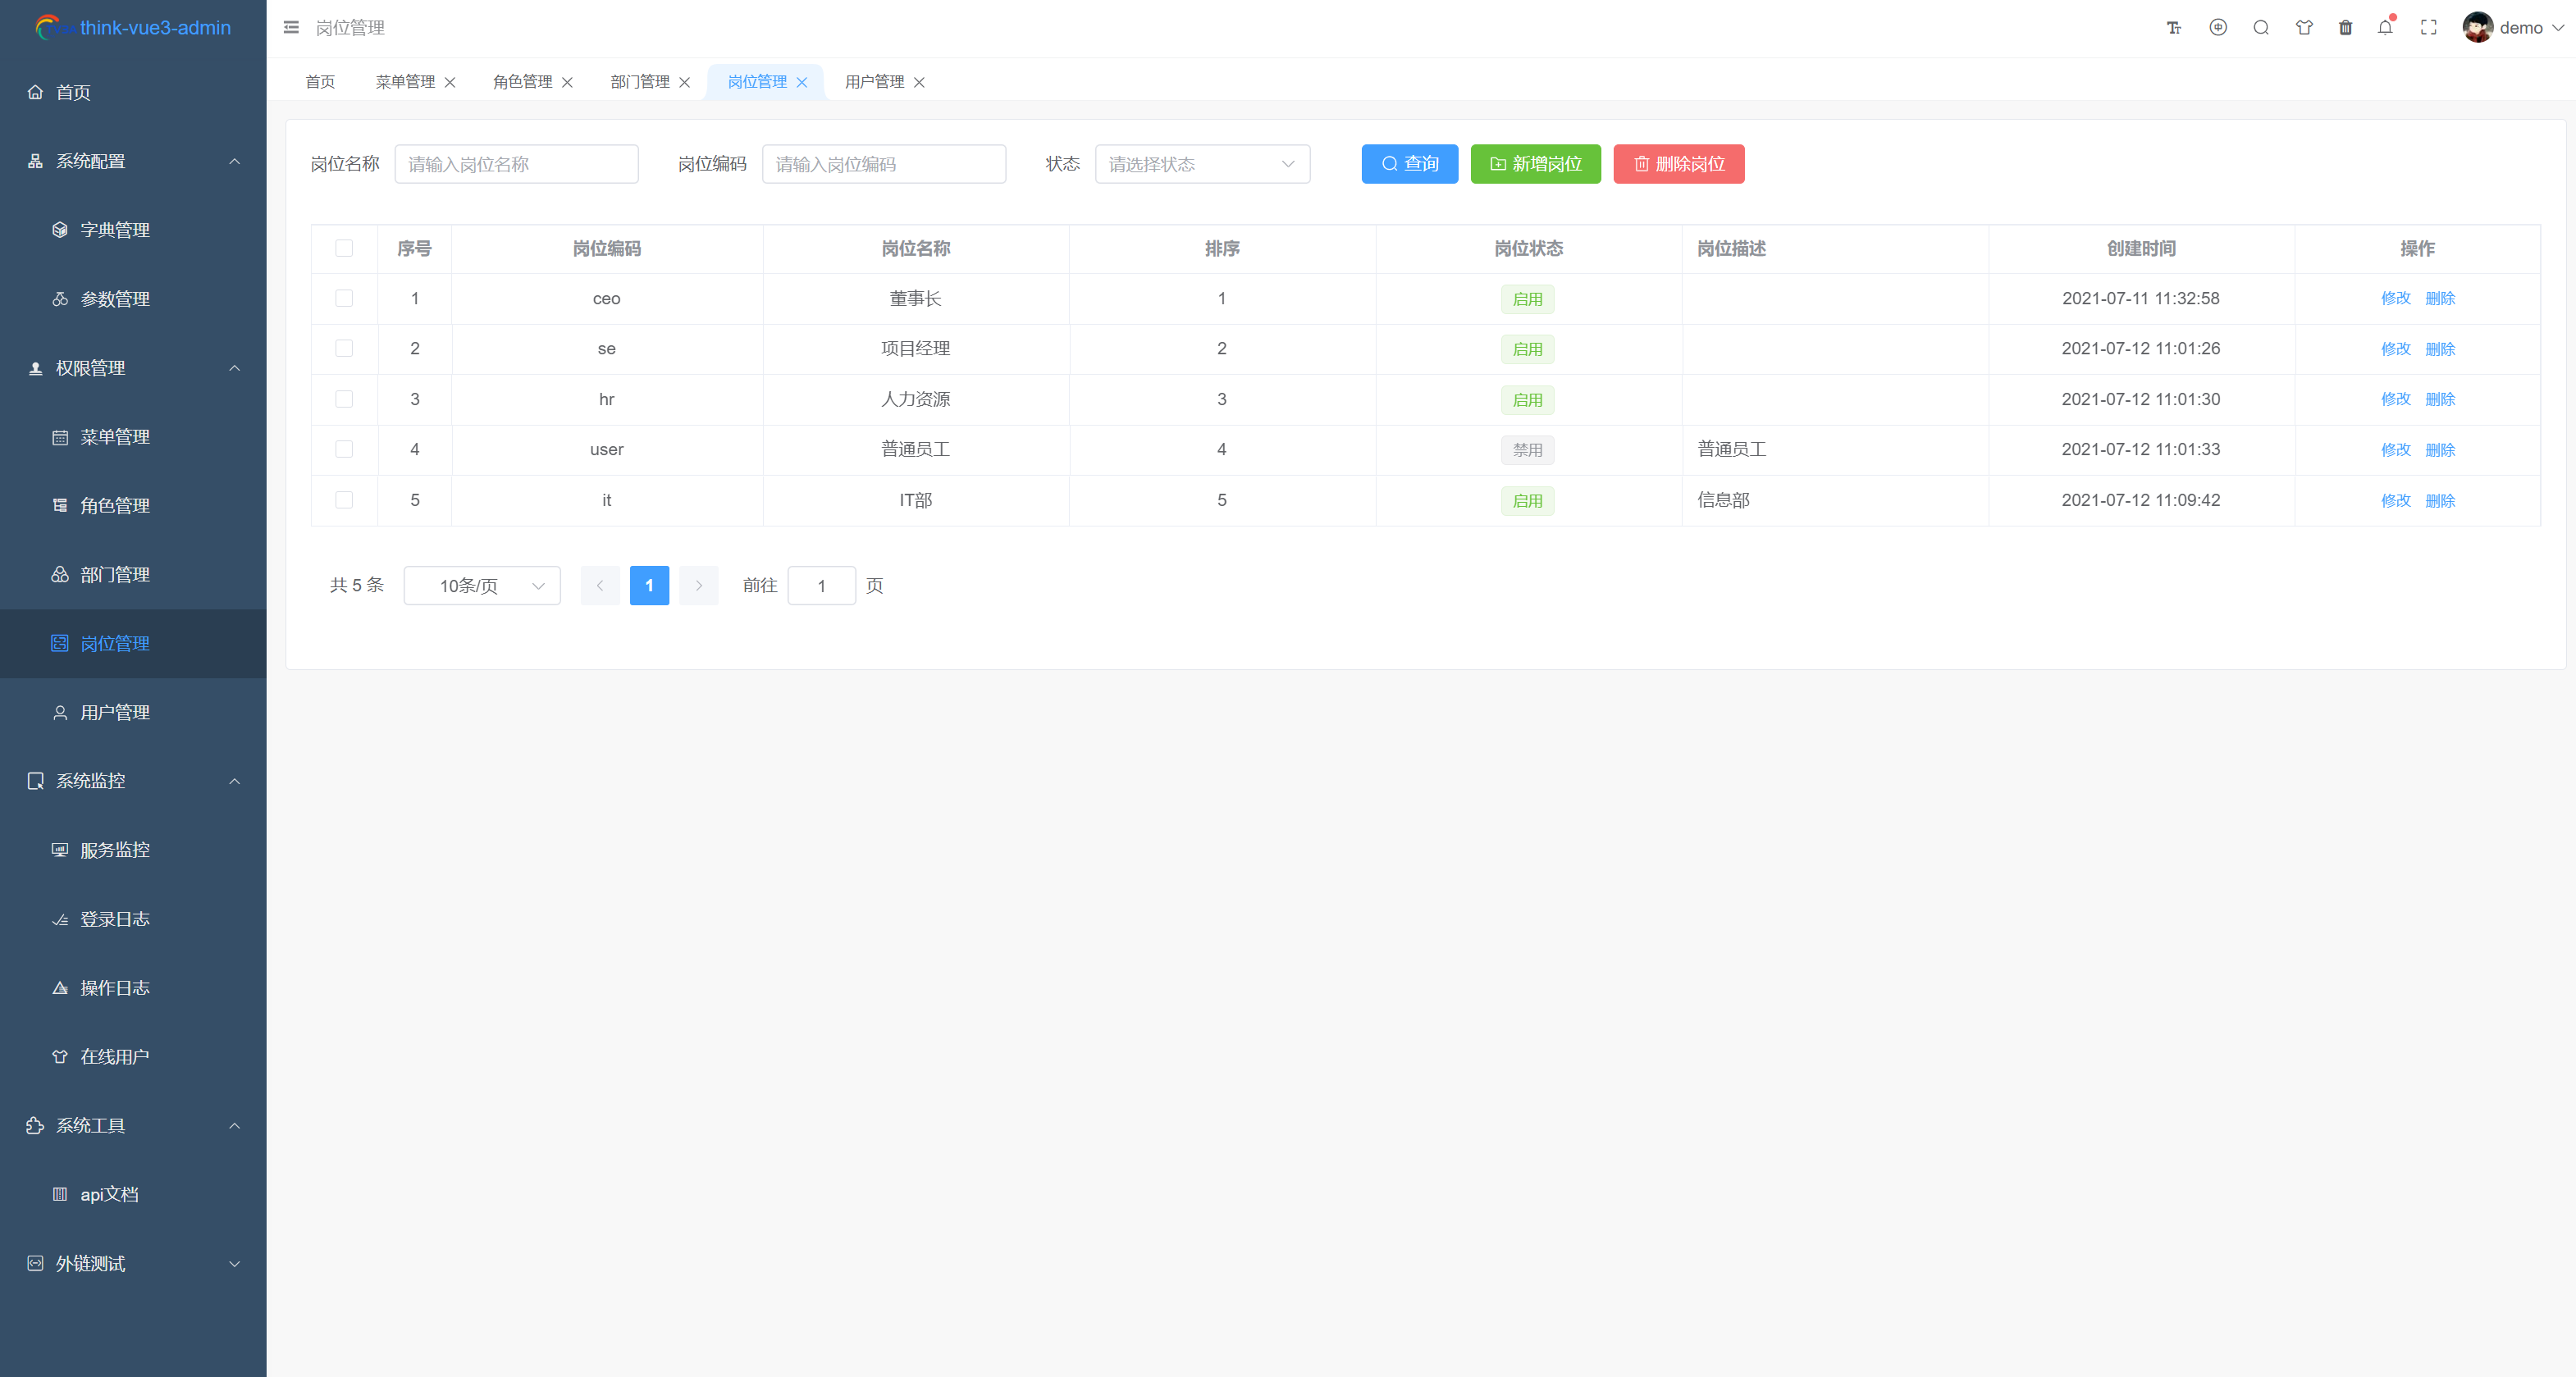 think-vue3-admin
首页
系统配置
字典管理
参数管理
权限管理
菜单管理
角色管理
部门管理
岗位管理
用户管理
系统监控
服务监控
登录日志
操作日志
在线用户
系统工具
api文档
外链测试
岗位管理
demo
首页 菜单管理 角色管理 部门管理 岗位管理 用户管理
岗位名称 请输入岗位名称 岗位编码 请输入岗位编码 状态 请选择状态 查询 新增岗位 删除岗位
序号 岗位编码 岗位名称 排序 岗位状态 岗位描述 创建时间 操作
1 ceo 董事长 1 启用 2021-07-11 11:32:58 修改 删除
2 se 项目经理 2 启用 2021-07-12 11:01:26 修改 删除
3 hr 人力资源 3 启用 2021-07-12 11:01:30 修改 删除
4 user 普通员工 4 禁用 普通员工 2021-07-12 11:01:33 修改 删除
5 it IT部 5 启用 信息部 2021-07-12 11:09:42 修改 删除
共 5 条 10条/页 1 前往 1 页